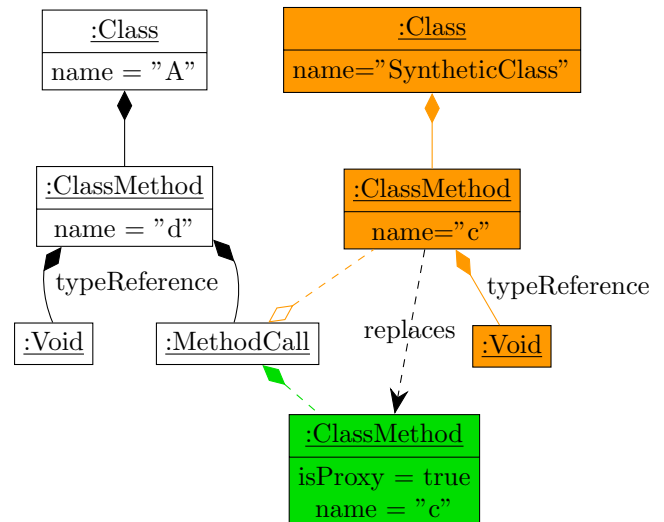 :Class
name = "A"
:Class
name="SyntheticClass"
:ClassMethod
name = "d"
:ClassMethod
name="c"
typeReference
typeReference
:Void
:MethodCall
replaces
:Void
:ClassMethod
isProxy = true
name = "c"